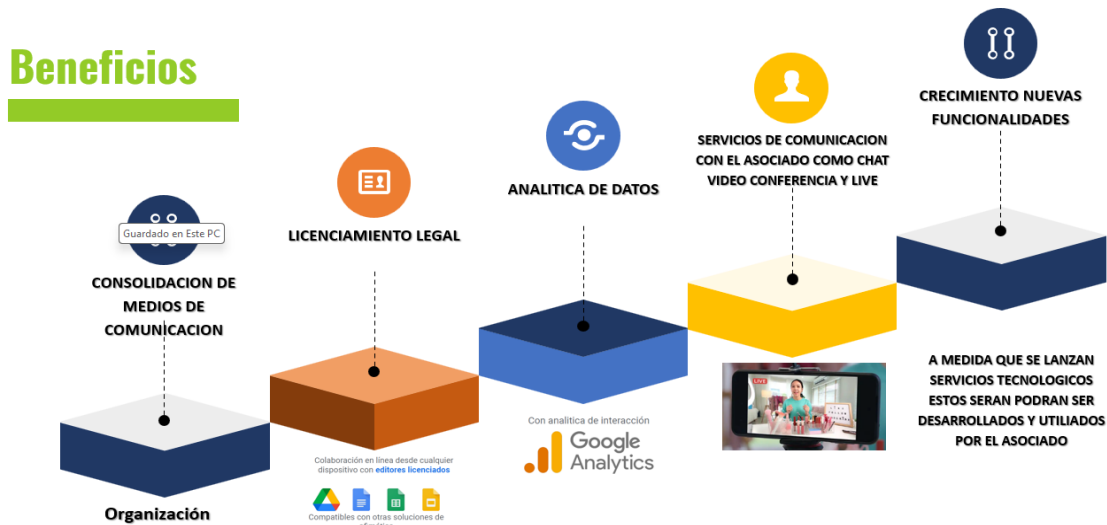 Beneficios
Guardado en Este PC
CONSOLIDACION DE
MEDIOS DE
COMUNICACION
Organización
LICENCIAMIENTO LEGAL
Colaboración en línea desde cualquier
dispositivo con editores licenciados
Compatibles con otras soluciones de
ANALITICA DE DATOS
Con analitica de interacción
Google
Analytics
SERVICIOS DE COMUNICACION
CON EL ASOCIADO COMO CHAT
VIDEO CONFERENCIA Y LIVE
LIVE
CRECIMIENTO NUEVAS
FUNCIONALIDADES
A MEDIDA QUE SE LANZAN
SERVICIOS TECNOLOGICOS
ESTOS SERAN PODRAN SER
DESARROLLADOS Y UTILIADOS
POR EL ASOCIADO